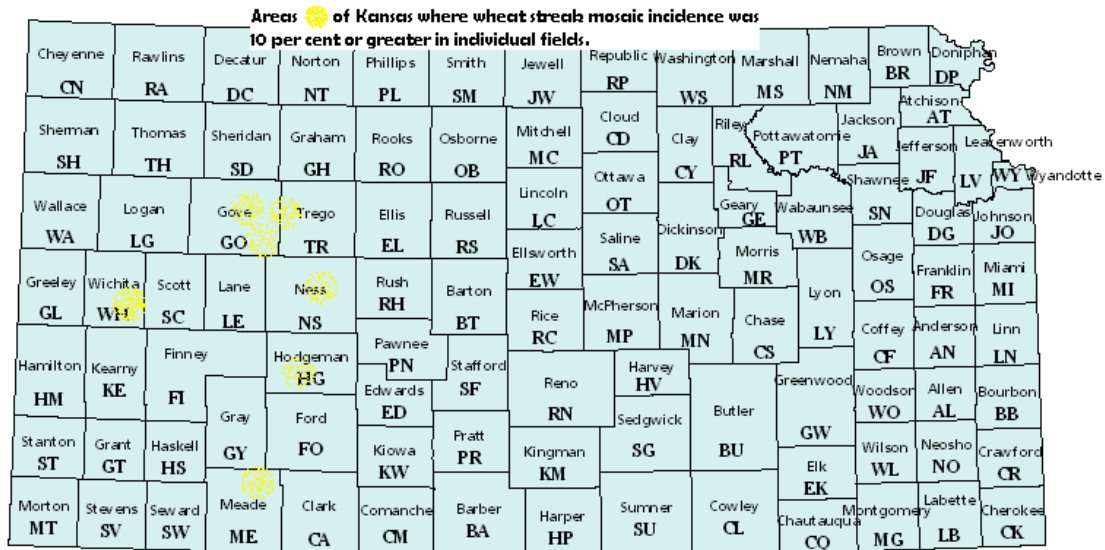 Areas of Kansas where wheat streak mosaic incidence was
10 per cent or greater in individual fields.
Cheyenne Rawlins Decatur Norton Phillips Smith Jewell Republic Washington Marshall Nemaha Brown Doniphan
CN RA DC NT PL SM JW RP WS MS NM BR DP
Atchison
AT
Sherman Thomas Sheridan Graham Rooks Osborne Mitchell Cloud Clay Riley Pottawatomie Jackson Jefferson Leavenworth
SH TH SD GH RO OB MC CD CY RL PT JA JF LV WY Wyandotte
Wallace Logan Gove Trego Ellis Russell Lincoln Ottawa Dickinson Geary Wabaunsee Shawnee Douglas Johnson
WA LG GO TR EL RS LC OT DK GE WB SN DG JO
Ellsworth Saline Morris Osage Franklin Miami
EW SA MR OS FR MI
Greeley Wichita Scott Lane Ness Rush Barton Rice McPherson Marion Chase Lyon Coffey Anderson Linn
GL WH SC LE NS RH BT RC MP MN CS LY CF AN LN
Hamilton Kearny Finney Hodgeman Pawnee Stafford Reno Harvey Butler Greenwood Woodson Allen Bourbon
HM KE FI HG PN SF RN HV BU GW WO AL BB
Gray Ford Edwards Sedgwick
GY FO ED SG
Stanton Grant Haskell Kiowa Pratt Kingman Elk Wilson Neosho Crawford
ST GT HS KW PR KM EK WL NO CR
Morton Stevens Seward Meade Clark Comanche Barber Harper Sumner Cowley Chautauqua Montgomery Labette Cherokee
MT SV SW ME CA CM BA HP SU CL CQ MG LB CK